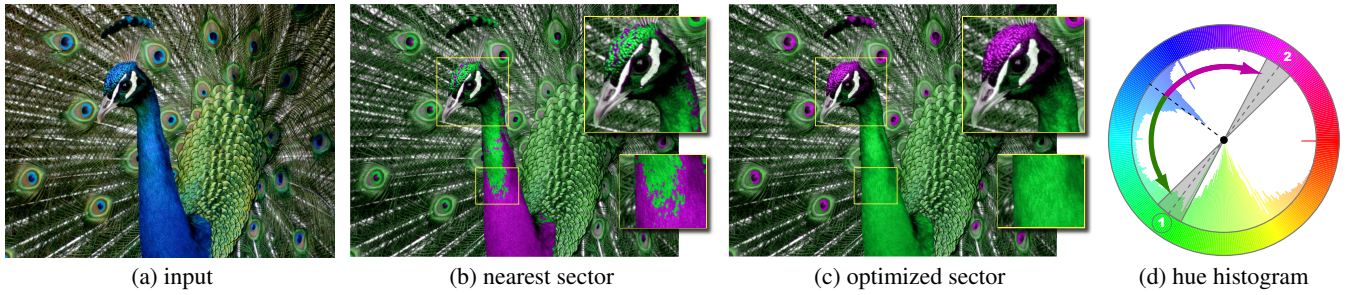 2
1
(a) input
(b) nearest sector
(c) optimized sector
(d) hue histogram